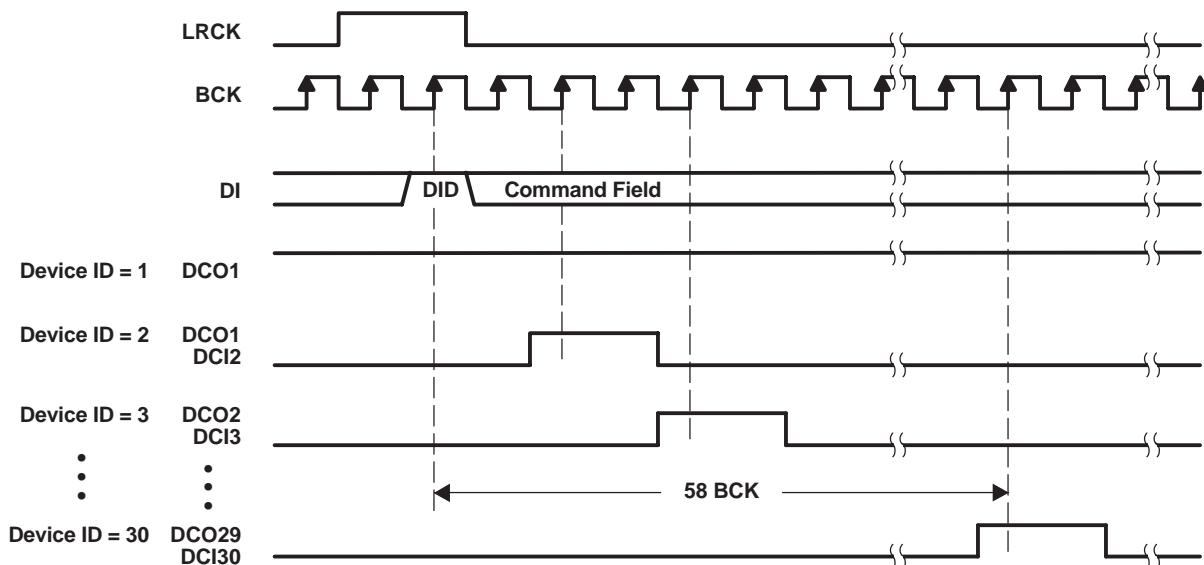 LRCK
BCK
DI DID Command Field
Device ID = 1 DCO1
Device ID = 2 DCO1
DCI2
Device ID = 3 DCO2
DCI3
58 BCK
Device ID = 30 DCO29
DCI30